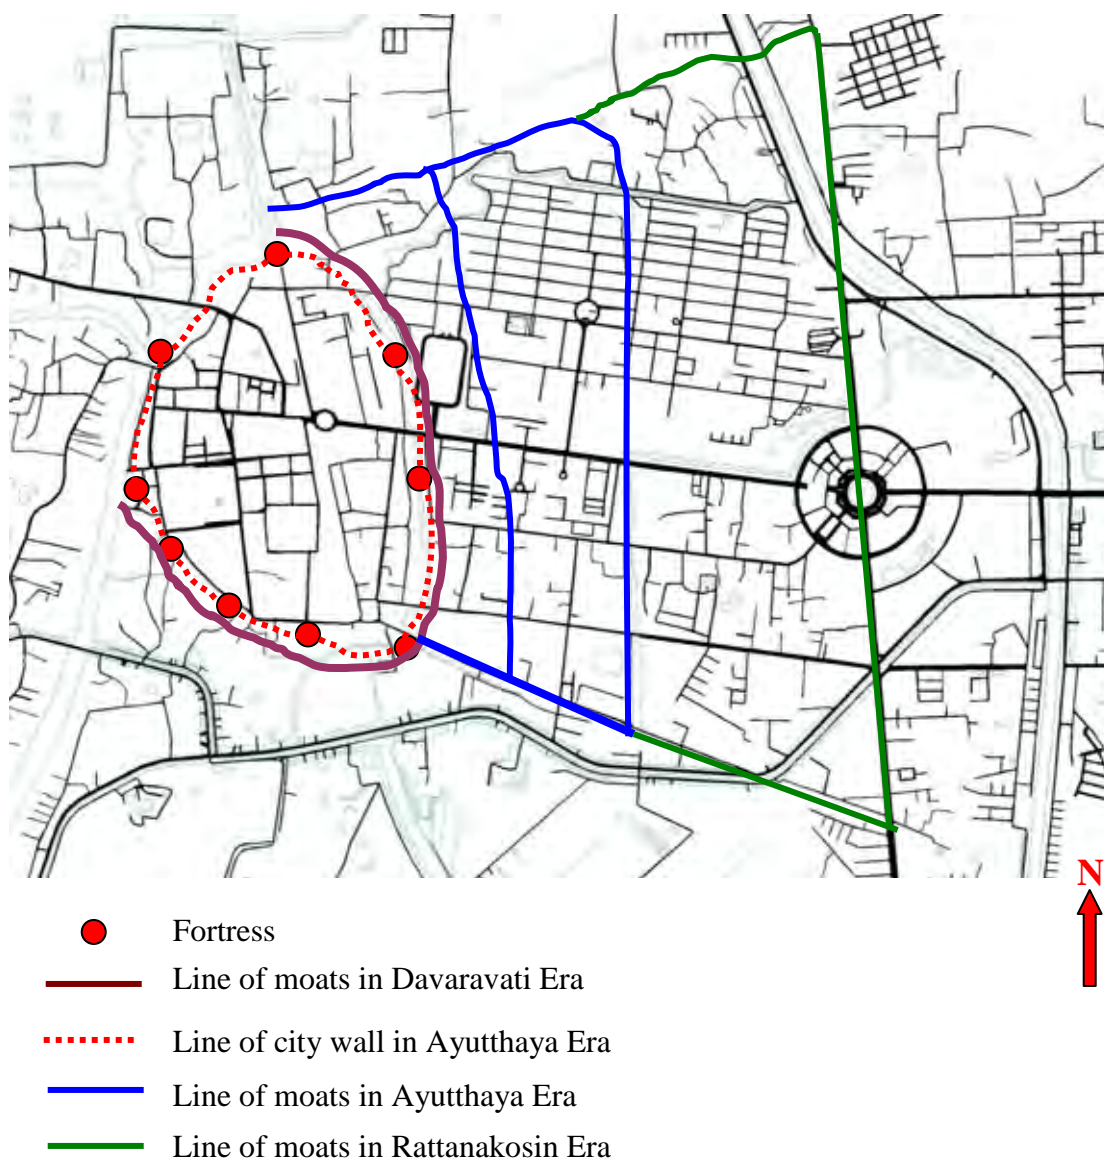 N
Fortress
Line of moats in Davaravati Era
Line of city wall in Ayutthaya Era
Line of moats in Ayutthaya Era
Line of moats in Rattanakosin Era